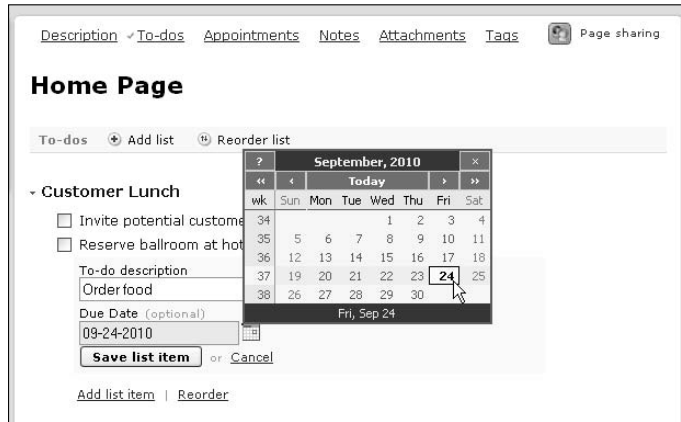 Description ✓To-dos Appointments Notes Attachments Tags Page sharing
Home Page
To-dos Add list Reorder list
? September, 2010 ×
« ‹ Today › »
wk Sun Mon Tue Wed Thu Fri Sat
34 1 2 3 4
35 5 6 7 8 9 10 11
36 12 13 14 15 16 17 18
37 19 20 21 22 23 24 25
38 26 27 28 29 30
Fri, Sep 24
Customer Lunch
Invite potential custome
Reserve ballroom at hot
To-do description
Order food
Due Date (optional)
09-24-2010
Save list item or Cancel
Add list item | Reorder